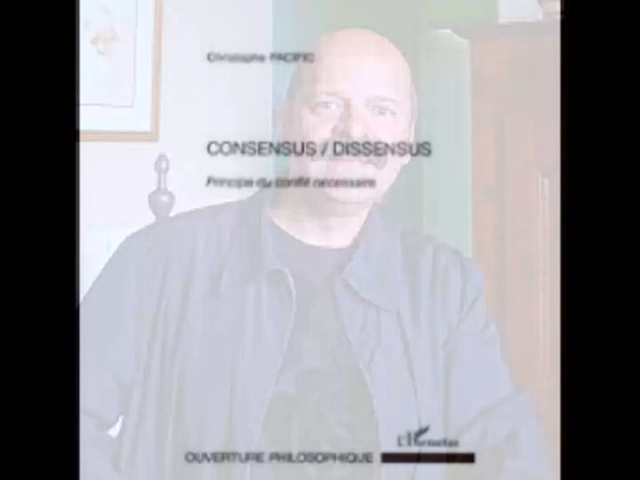 Christophe PACIFIC
CONSENSUS / DISSENSUS
Principe du conflit nécessaire
L'Harmattan
OUVERTURE PHILOSOPHIQUE